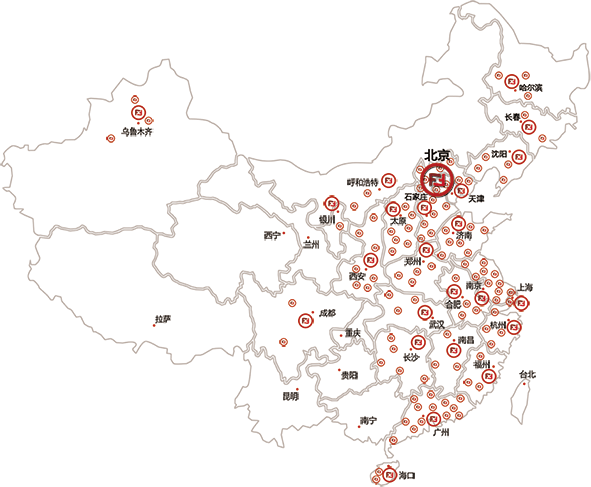 哈尔滨
长春
乌鲁木齐
沈阳
北京
呼和浩特
天津
石家庄
银川
太原
济南
西宁
兰州
郑州
西安
南京
上海
合肥
拉萨
成都
武汉
杭州
重庆
南昌
长沙
福州
贵阳
台北
昆明
南宁
广州
海口